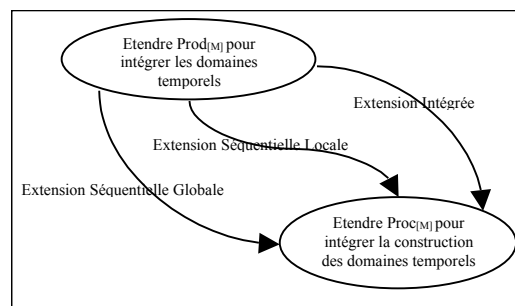 Etendre Prod[M] pour
intégrer les domaines
temporels
Extension Intégrée
Extension Séquentielle Locale
Extension Séquentielle Globale
Etendre Proc[M] pour
intégrer la construction
des domaines temporels